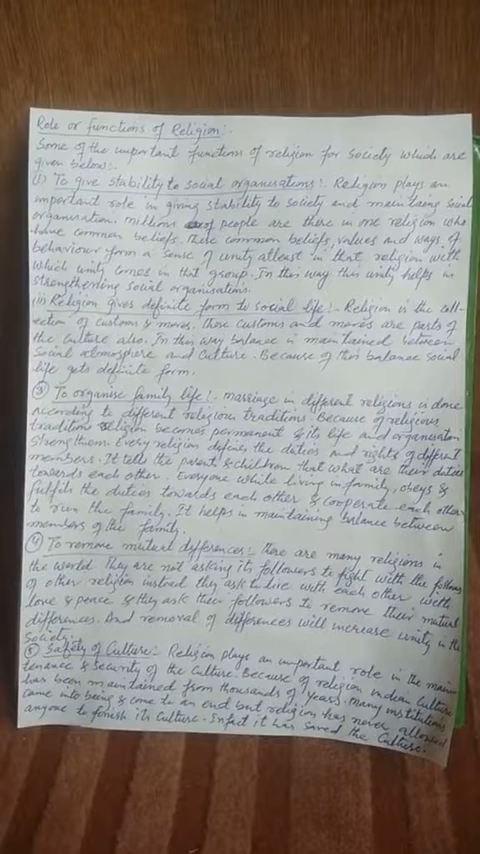 Role or functions of Religion:-
Some of the important functions of religion for society which are
given below:-
(1) To give stability to social organisations:- Religion plays an
important role in giving stability to society and maintaing social
organisation. millions of people are there in one religion who
have common beliefs. These common beliefs, values and ways of
behaviour form a sense of unity atleast in that religion with
which unity comes in that group. In this way this unity helps in
strengthening social organisations.
(ii) Religion gives definite form to social life:- Religion is the coll-
ection of customs & mores. These customs and mores are parts of
the culture also. In this way balance is maintained between
Social atmosphere and Culture. Because of this balance social
life gets definite form.
(3) To organise family life:- marriage in different religions is done
According to different religious traditions. Because of religious
tradition Religion becomes permanent & its life and organisation
strengthens. Every religion defines the duties and rights of different
members. It tells the parents & children that what are their duties
towards each other. Everyone while living in family, obeys &
fulfils the duties towards each other & cooperate each other
to run the family. It helps in maintaining balance between
members of the family.
(4) To remove mutual differences:- There are many religions in
the world They are not asking its followers to fight with the
of other religion instead they ask to live with each other with
love & peace & they ask their followers to remove their mutual
differences. And removal of differences will increase unity in the
Society.
(5) Safety of Culture:- Religion plays an important role in the main
tenance & Security of the Culture. Because of religion indian Culture
has been maintained from thousands of years. Many institutions
came into being & come to an end but religion has never allowed
anyone to its Culture. Infact it has saved the Culture.